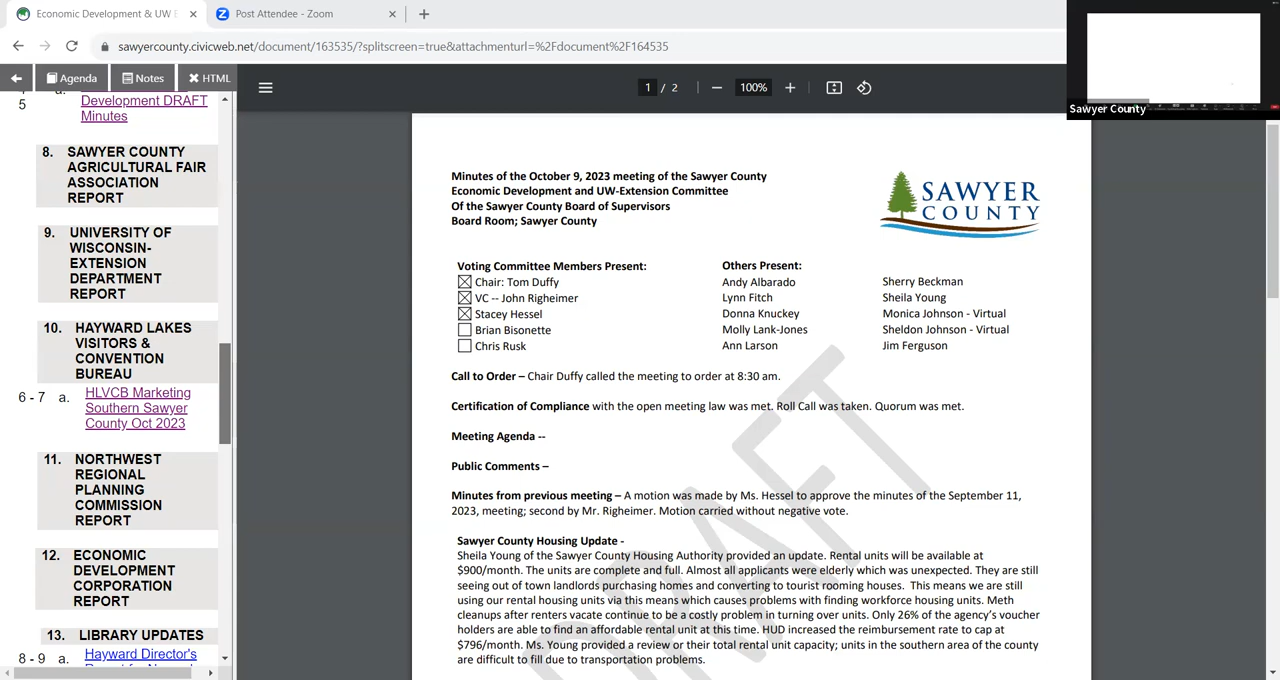 Economic Development & UW E
Post Attendee - Zoom
sawyercounty.civicweb.net/document/163535/?splitscreen=true&attachmenturl=%2Fdocument%2F164535
Sawyer County
Agenda
Notes
HTML
1 / 2
100%
5
Development DRAFT
Minutes
8. SAWYER COUNTY
AGRICULTURAL FAIR
ASSOCIATION
REPORT
9. UNIVERSITY OF
WISCONSIN-
EXTENSION
DEPARTMENT
REPORT
10. HAYWARD LAKES
VISITORS &
CONVENTION
BUREAU
6 - 7 a. HLVCB Marketing
Southern Sawyer
County Oct 2023
11. NORTHWEST
REGIONAL
PLANNING
COMMISSION
REPORT
12. ECONOMIC
DEVELOPMENT
CORPORATION
REPORT
13. LIBRARY UPDATES
8 - 9 a. Hayward Director's
Minutes of the October 9, 2023 meeting of the Sawyer County
Economic Development and UW-Extension Committee
Of the Sawyer County Board of Supervisors
Board Room; Sawyer County
SAWYER
COUNTY
Voting Committee Members Present:
Chair: Tom Duffy
VC -- John Righeimer
Stacey Hessel
Brian Bisonette
Chris Rusk
Others Present:
Andy Albarado
Lynn Fitch
Donna Knuckey
Molly Lank-Jones
Ann Larson
Sherry Beckman
Sheila Young
Monica Johnson - Virtual
Sheldon Johnson - Virtual
Jim Ferguson
Call to Order – Chair Duffy called the meeting to order at 8:30 am.
Certification of Compliance with the open meeting law was met. Roll Call was taken. Quorum was met.
Meeting Agenda --
Public Comments –
Minutes from previous meeting – A motion was made by Ms. Hessel to approve the minutes of the September 11,
2023, meeting; second by Mr. Righeimer. Motion carried without negative vote.
Sawyer County Housing Update -
Sheila Young of the Sawyer County Housing Authority provided an update. Rental units will be available at
$900/month. The units are complete and full. Almost all applicants were elderly which was unexpected. They are still
seeing out of town landlords purchasing homes and converting to tourist rooming houses. This means we are still
using our rental housing units via this means which causes problems with finding workforce housing units. Meth
cleanups after renters vacate continue to be a costly problem in turning over units. Only 26% of the agency's voucher
holders are able to find an affordable rental unit at this time. HUD increased the reimbursement rate to cap at
$796/month. Ms. Young provided a review or their total rental unit capacity; units in the southern area of the county
are difficult to fill due to transportation problems.
DRAFT